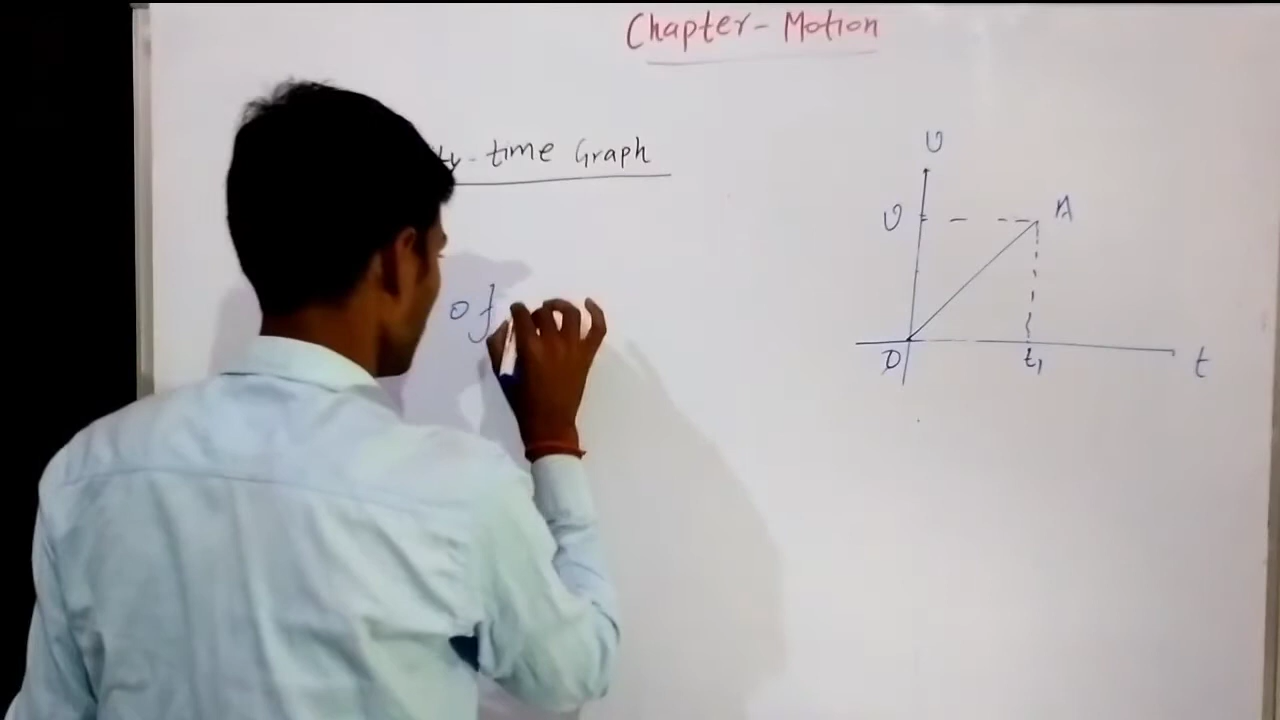 Chapter - Motion
-time Graph
of
v
v
A
O
t₁
t